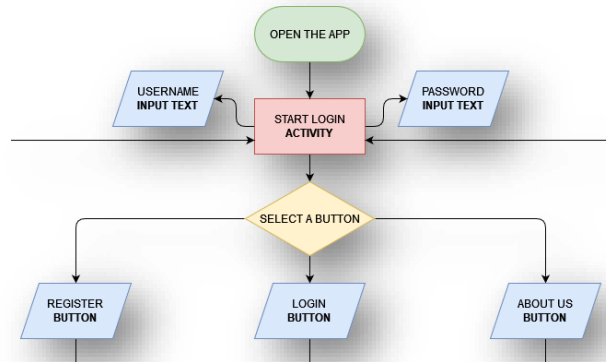 OPEN THE APP
USERNAME
INPUT TEXT
PASSWORD
INPUT TEXT
START LOGIN
ACTIVITY
SELECT A BUTTON
REGISTER
BUTTON
LOGIN
BUTTON
ABOUT US
BUTTON